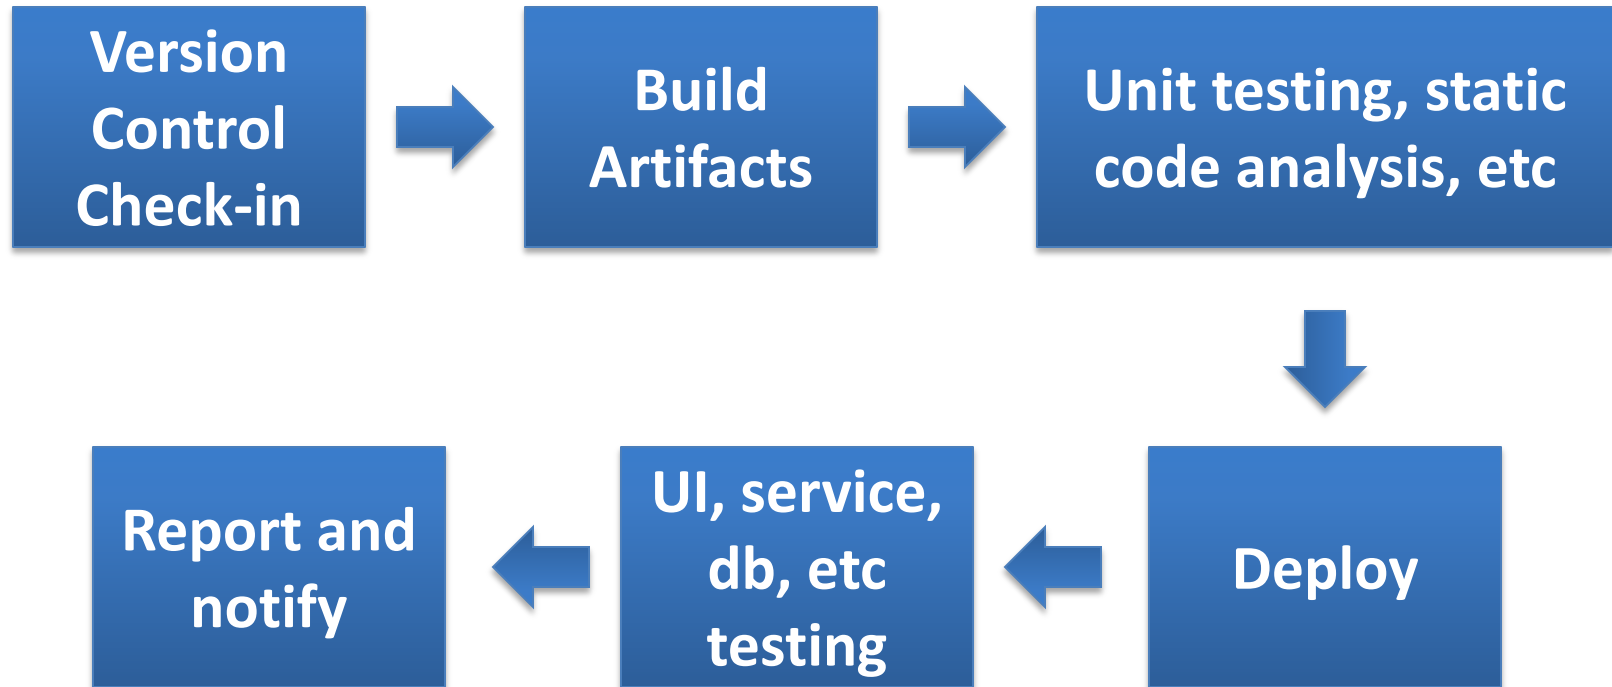 Version
Control
Check-in
Build
Artifacts
Unit testing, static
code analysis, etc
Deploy
UI, service,
db, etc
testing
Report and
notify